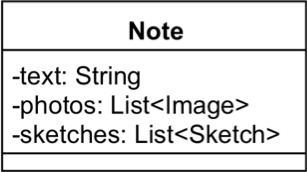 Note
-text: String
-photos: List<Image>
-sketches: List<Sketch>